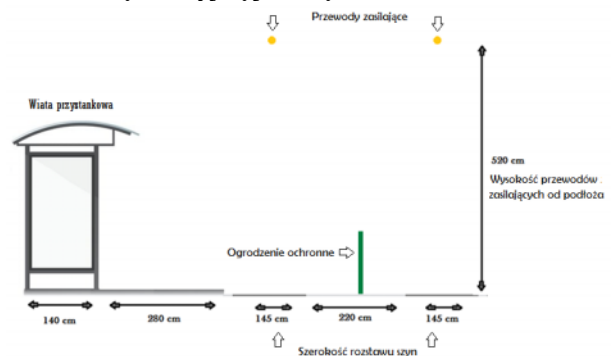 Przewody zasilające
Wiata przystankowa
520 cm
Wysokość przewodów
zasilających od podłoża
Ogrodzenie ochronne
140 cm
280 cm
145 cm
220 cm
145 cm
Szerokość rozstawu szyn